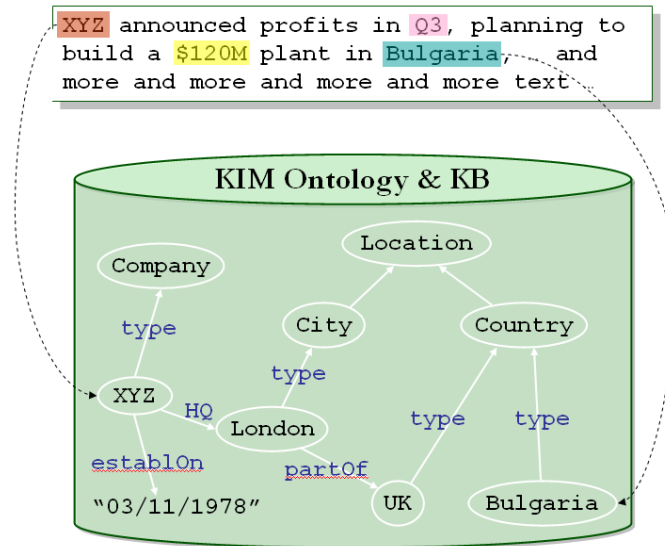 XYZ announced profits in Q3, planning to
build a $120M plant in Bulgaria, and
more and more and more and more text
KIM Ontology & KB
Location
Company
type
City
Country
type
XYZ
HQ
London
type
type
establOn
partOf
"03/11/1978"
UK
Bulgaria